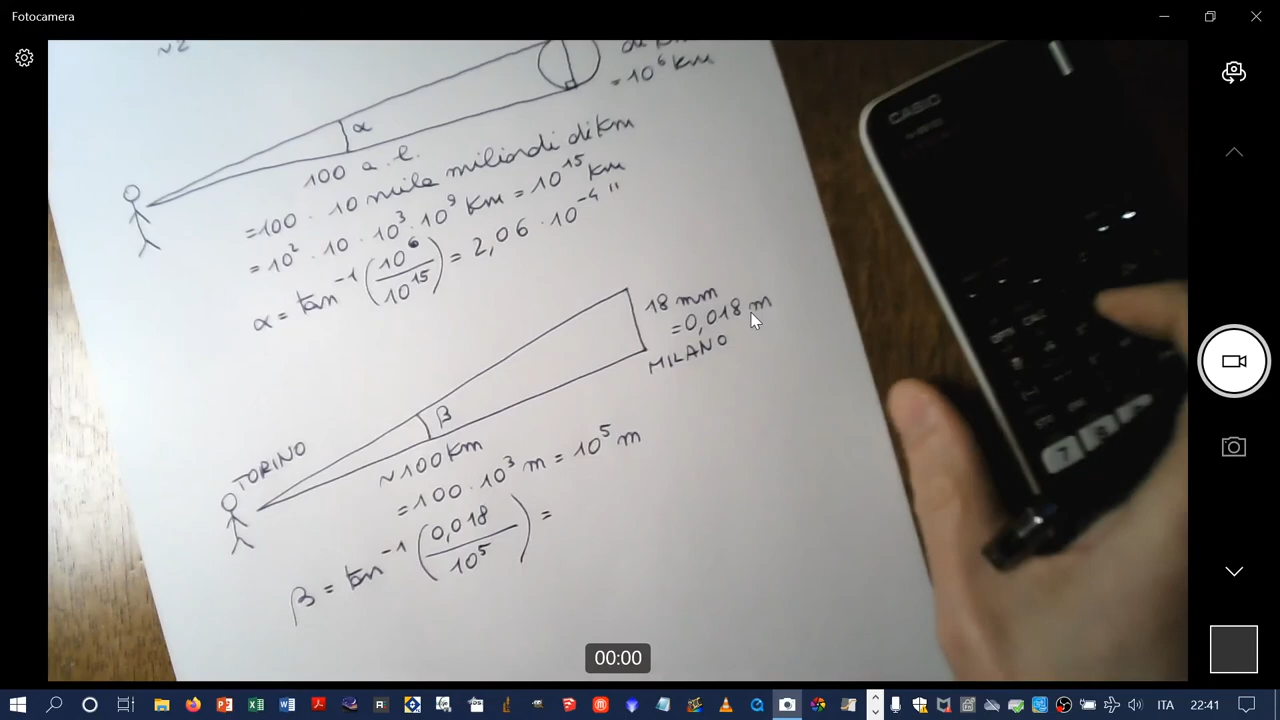 Fotocamera
~2
= 10⁶ km
α
100 a.l.
= 100 · 10 mila miliardi di km
= 10² · 10 · 10³ · 10⁹ km = 10¹⁵ km
α = tan⁻¹ (10⁶/10¹⁵) = 2,06 · 10⁻⁴ "
18 mm
= 0,018 m
MILANO
β
TORINO
~100 km
= 100 · 10³ m = 10⁵ m
β = tan⁻¹ (0,018/10⁵) =
CASIO
7
00:00
ITA
22:41